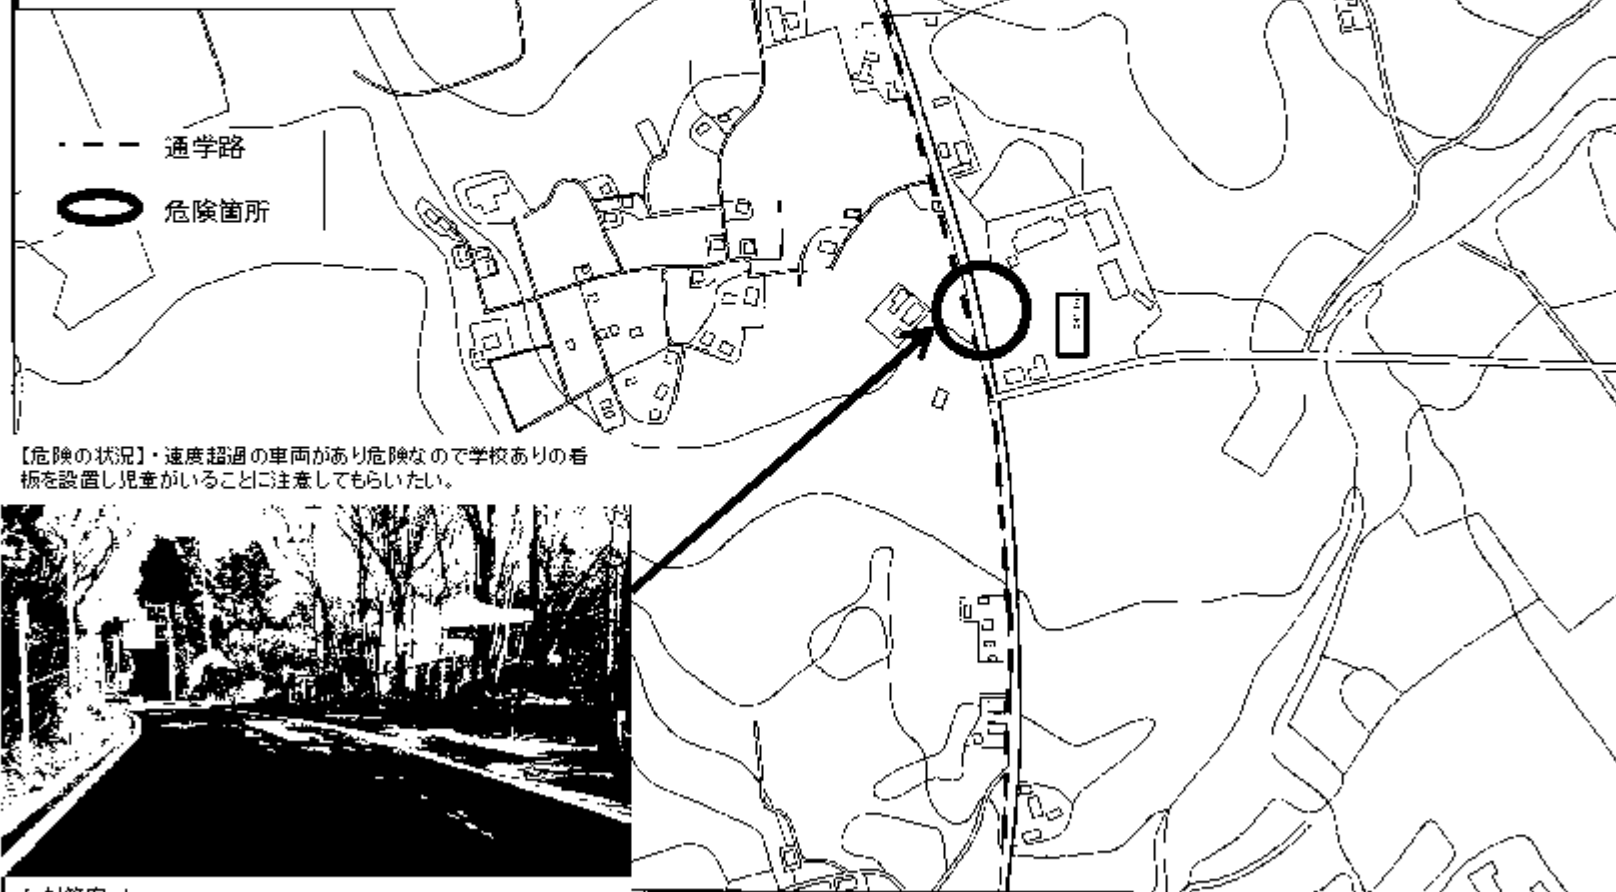 通学路
危険箇所
【危険の状況】・速度超過の車両があり危険なので学校ありの看
板を設置し児童がいることに注意してもらいたい。